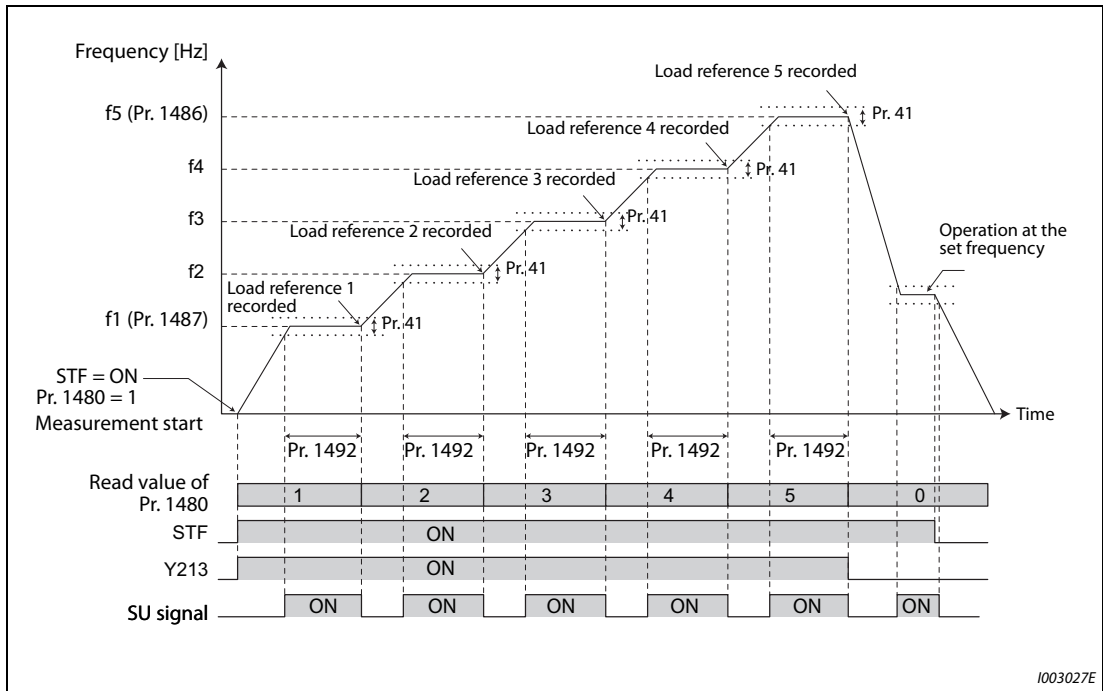 Frequency [Hz]
Load reference 5 recorded
f5 (Pr. 1486)
Pr. 41
Load reference 4 recorded
f4
Pr. 41
Load reference 3 recorded
f3
Pr. 41
Operation at the
set frequency
Load reference 2 recorded
f2
Pr. 41
Load reference 1
recorded
f1 (Pr. 1487)
Pr. 41
STF = ON
Pr. 1480 = 1
Measurement start
Time
Pr. 1492 Pr. 1492 Pr. 1492 Pr. 1492 Pr. 1492
Read value of
Pr. 1480
1 2 3 4 5 0
STF ON
Y213 ON
SU signal ON ON ON ON ON ON
I003027E